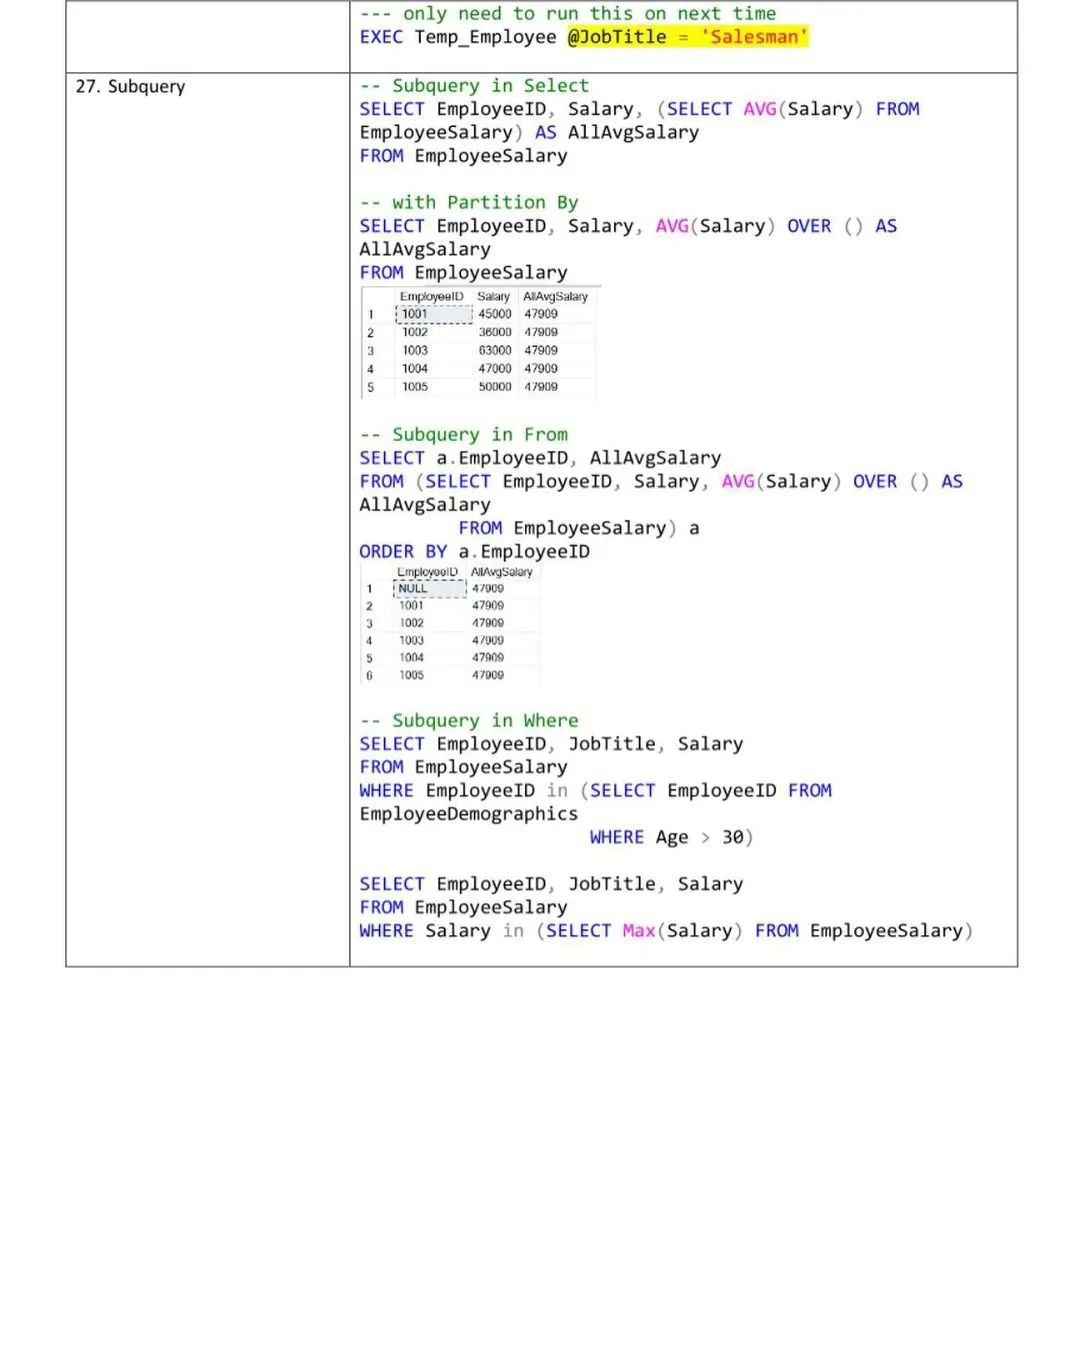 --- only need to run this on next time
EXEC Temp_Employee @JobTitle = 'Salesman'
27. Subquery
-- Subquery in Select
SELECT EmployeeID, Salary, (SELECT AVG(Salary) FROM
EmployeeSalary) AS AllAvgSalary
FROM EmployeeSalary
-- with Partition By
SELECT EmployeeID, Salary, AVG(Salary) OVER () AS
AllAvgSalary
FROM EmployeeSalary
EmployeeID Salary AllAvgSalary
1 1001 45000 47909
2 1002 36000 47909
3 1003 63000 47909
4 1004 47000 47909
5 1005 50000 47909
-- Subquery in From
SELECT a.EmployeeID, AllAvgSalary
FROM (SELECT EmployeeID, Salary, AVG(Salary) OVER () AS
AllAvgSalary
FROM EmployeeSalary) a
ORDER BY a.EmployeeID
EmployeeID AllAvgSalary
1 NULL 47909
2 1001 47909
3 1002 47909
4 1003 47909
5 1004 47909
6 1005 47909
-- Subquery in Where
SELECT EmployeeID, JobTitle, Salary
FROM EmployeeSalary
WHERE EmployeeID in (SELECT EmployeeID FROM
EmployeeDemographics
WHERE Age > 30)
SELECT EmployeeID, JobTitle, Salary
FROM EmployeeSalary
WHERE Salary in (SELECT Max(Salary) FROM EmployeeSalary)